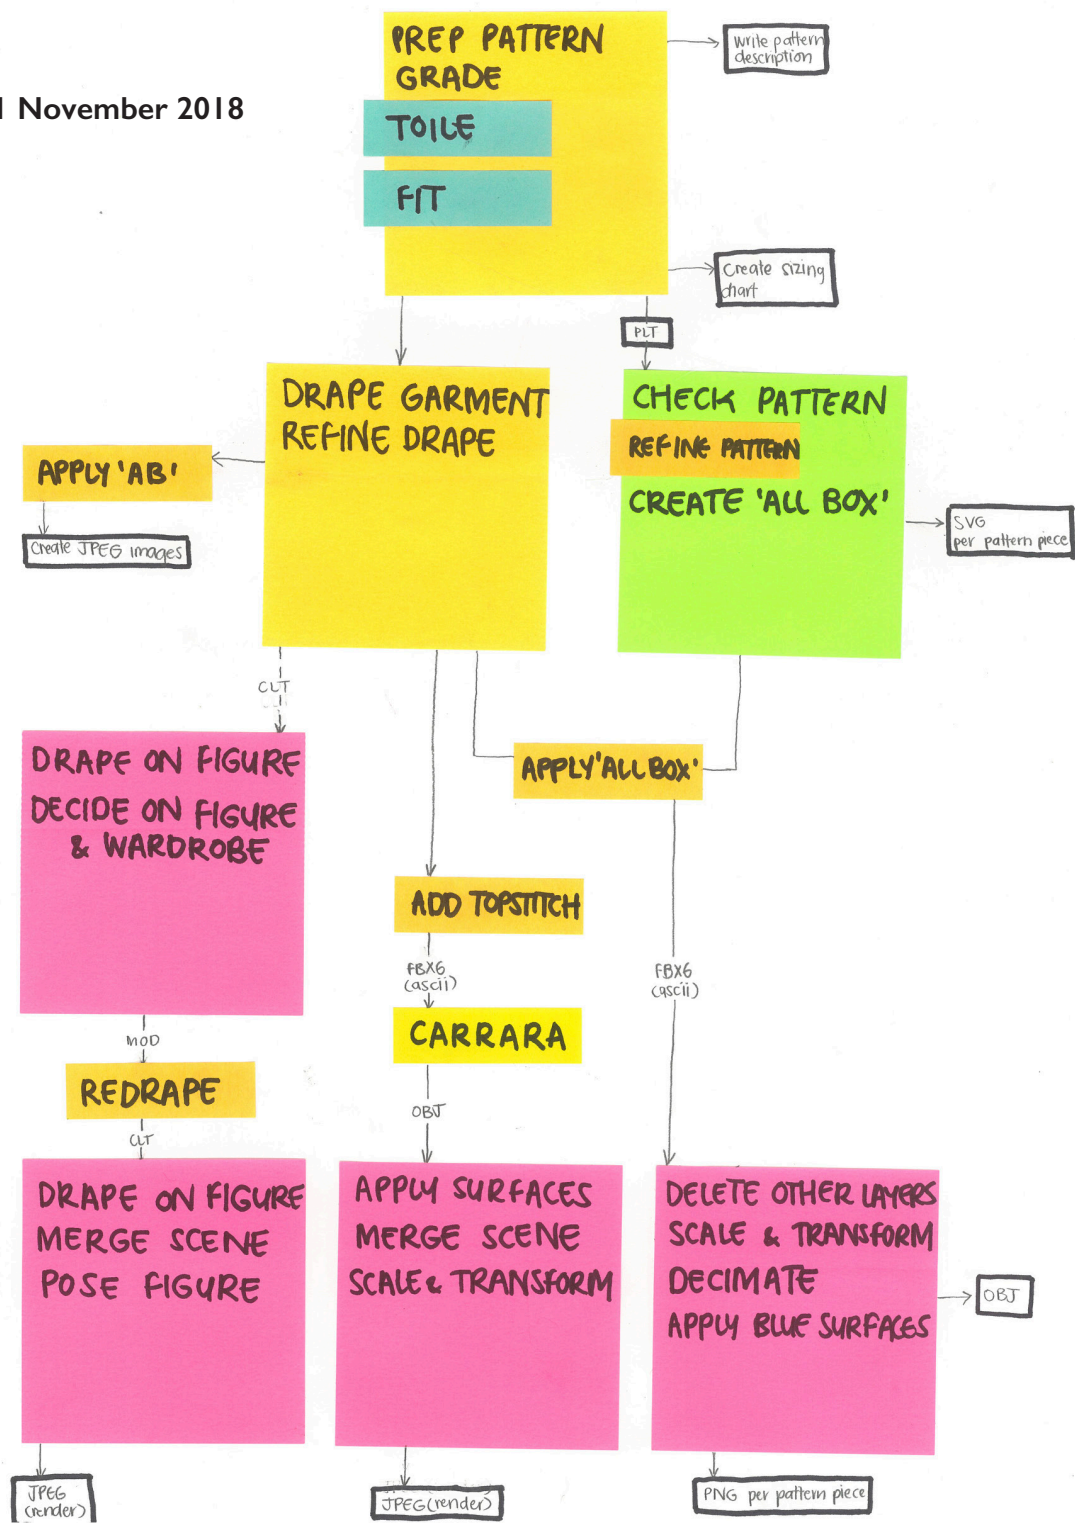 1 November 2018
PREP PATTERN
GRADE
TOILE
FIT
Write pattern
description
Create sizing
chart
PLT
DRAPE GARMENT
REFINE DRAPE
CHECK PATTERN
REFINE PATTERN
CREATE 'ALL BOX'
APPLY 'AB'
Create JPEG images
SVG
per pattern piece
CLT
DRAPE ON FIGURE
DECIDE ON FIGURE
& WARDROBE
APPLY 'ALL BOX'
ADD TOPSTITCH
FBX6
(ascii)
FBX6
(ascii)
CARRARA
MOD
REDRAPE
OBJ
CLT
DRAPE ON FIGURE
MERGE SCENE
POSE FIGURE
APPLY SURFACES
MERGE SCENE
SCALE & TRANSFORM
DELETE OTHER LAYERS
SCALE & TRANSFORM
DECIMATE
APPLY BLUE SURFACES
OBJ
JPEG
(render)
JPEG (render)
PNG per pattern piece